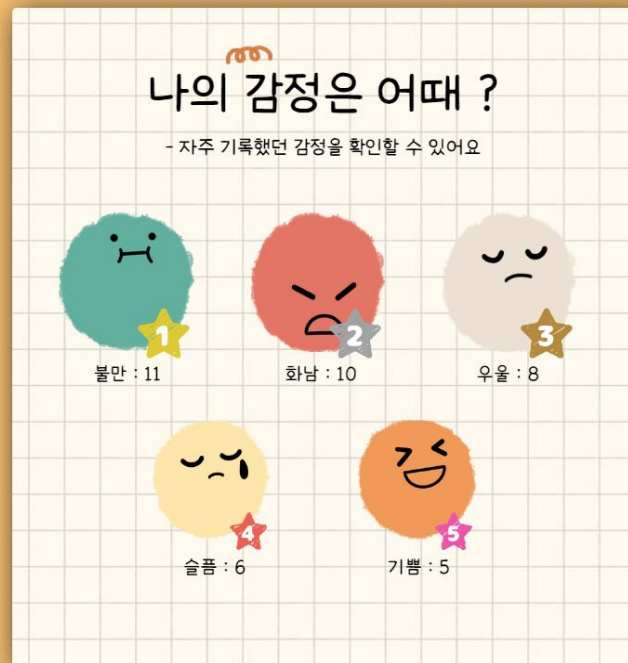 나의 감정은 어때 ?
- 자주 기록했던 감정을 확인할 수 있어요
1
2
3
불만 : 11
화남 : 10
우울 : 8
4
5
슬픔 : 6
기쁨 : 5